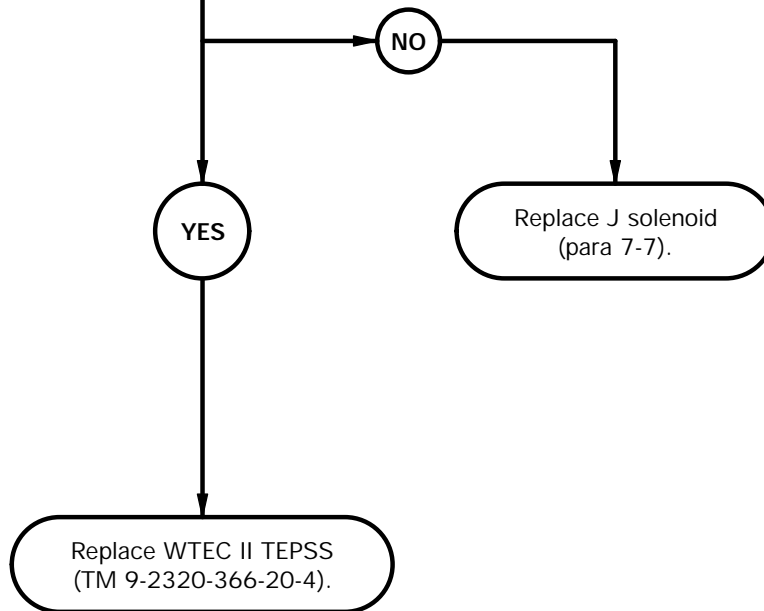 NO
YES
Replace J solenoid
(para 7-7).
Replace WTEC II TEPSS
(TM 9-2320-366-20-4).